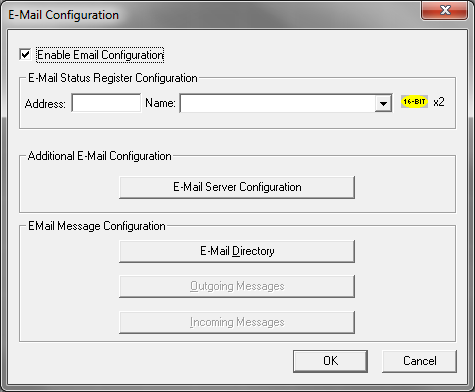 E-Mail Configuration
Enable Email Configuration
E-Mail Status Register Configuration
Address: Name: 16-BIT x2
Additional E-Mail Configuration
E-Mail Server Configuration
EMail Message Configuration
E-Mail Directory
Outgoing Messages
Incoming Messages
OK Cancel